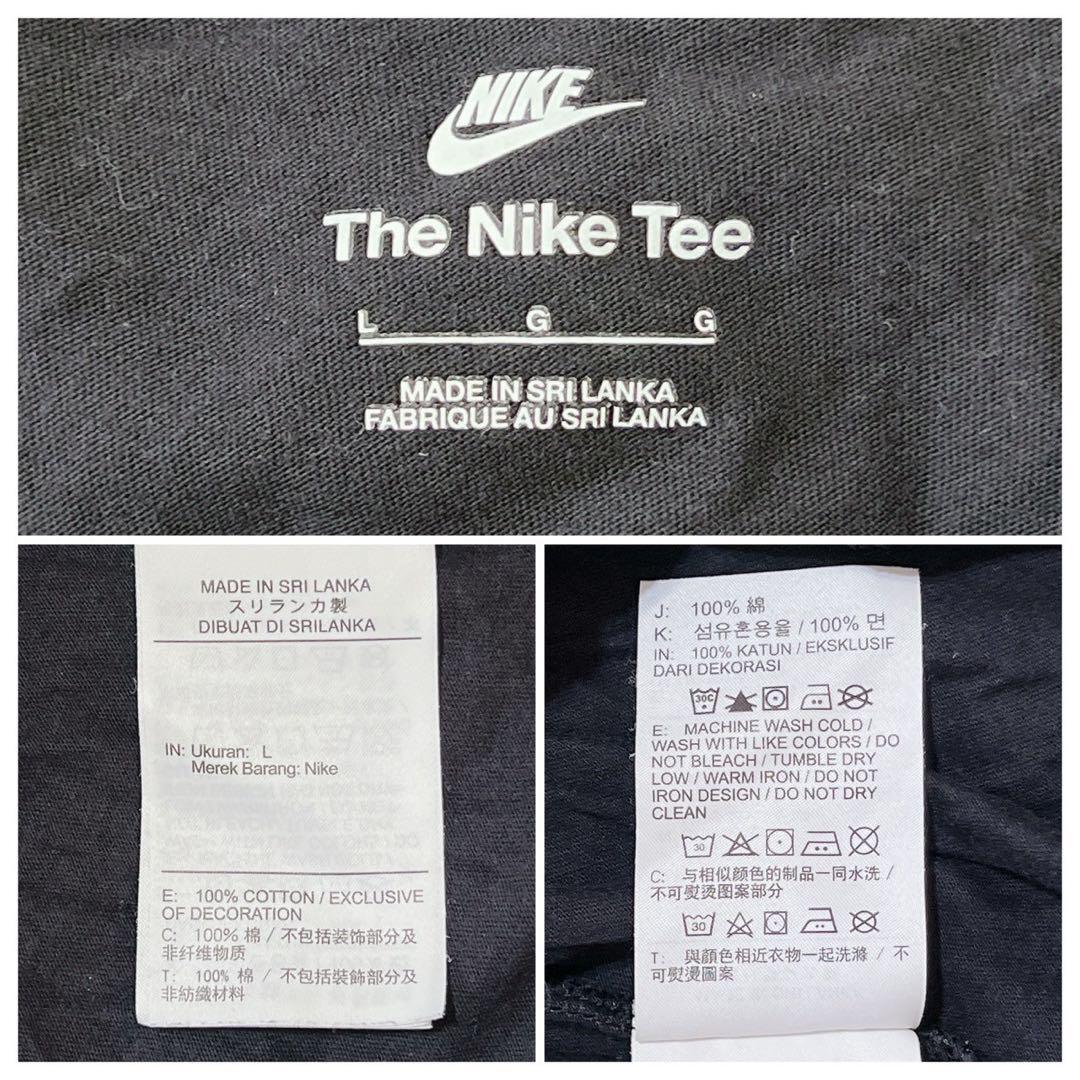 NIKE
The Nike Tee
L G G
MADE IN SRI LANKA
FABRIQUE AU SRI LANKA
MADE IN SRI LANKA
スリランカ製
DIBUAT DI SRILANKA
IN: Ukuran: L
Merek Barang: Nike
E: 100% COTTON / EXCLUSIVE
OF DECORATION
C: 100% 棉 / 不包括装饰部分及
非纤维物质
T: 100% 棉 / 不包括裝飾部分及
非紡織材料
J: 100% 綿
K: 섬유혼용율 / 100% 면
IN: 100% KATUN / EKSKLUSIF
DARI DEKORASI
30C
E: MACHINE WASH COLD /
WASH WITH LIKE COLORS / DO
NOT BLEACH / TUMBLE DRY
LOW / WARM IRON / DO NOT
IRON DESIGN / DO NOT DRY
CLEAN
30
C: 与相似颜色的制品一同水洗 /
不可熨烫图案部分
30
T: 與顏色相近衣物一起洗滌 / 不
可熨燙圖案